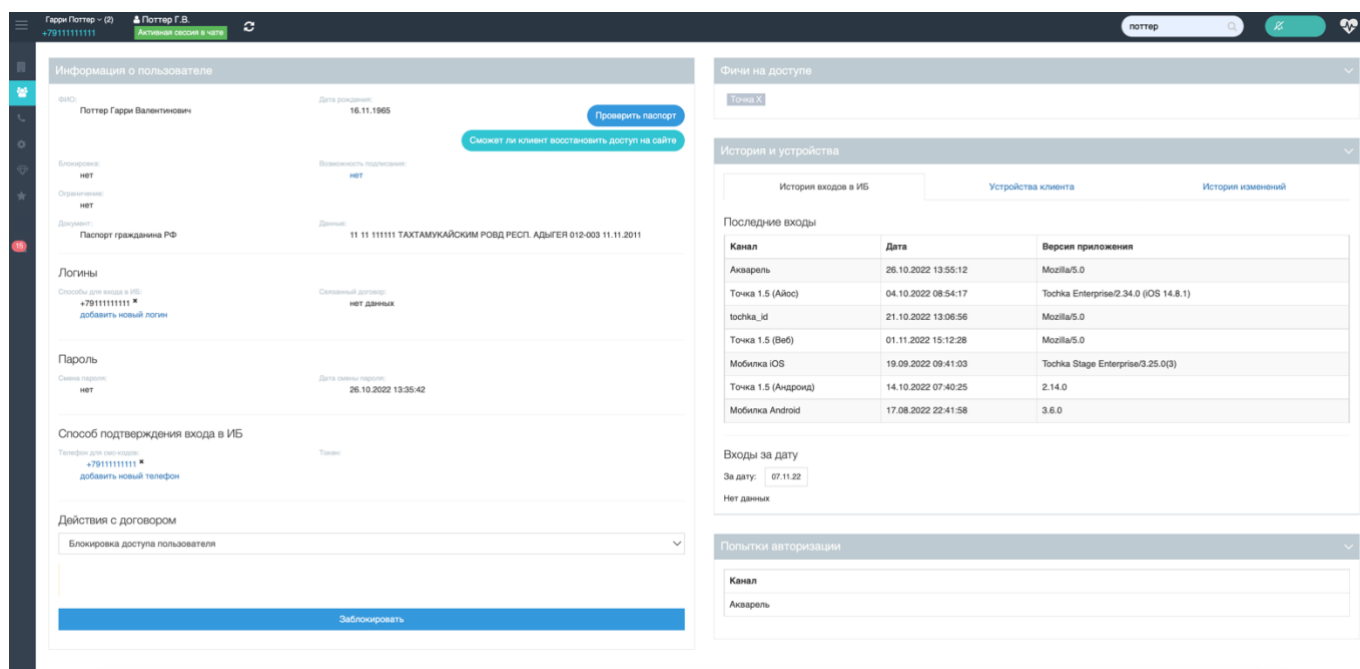 Гарри Поттер (2)
+79111111111
Поттер Г.В.
Активная сессия в чате
поттер
15
Информация о пользователе
ФИО:
Поттер Гарри Валентинович
Дата рождения:
16.11.1965
Проверить паспорт
Сможет ли клиент восстановить доступ на сайте
Блокировка:
нет
Возможность подписания:
нет
Ограничение:
нет
Документ:
Паспорт гражданина РФ
Данные:
11 11 111111 ТАХТАМУКАЙСКИМ РОВД РЕСП. АДЫГЕЯ 012-003 11.11.2011
Логины
Способы для входа в ИБ:
+79111111111 ×
добавить новый логин
Связанный договор:
нет данных
Пароль
Смена пароля:
нет
Дата смены пароля:
26.10.2022 13:35:42
Способ подтверждения входа в ИБ
Телефон для смс-кодов:
+79111111111 ×
добавить новый телефон
Токен:
Действия с договором
Блокировка доступа пользователя
Заблокировать
Фичи на доступе
Точка X
История и устройства
История входов в ИБ Устройства клиента История изменений
Последние входы
Канал Дата Версия приложения
Акварель 26.10.2022 13:55:12 Mozilla/5.0
Точка 1.5 (Айос) 04.10.2022 08:54:17 Tochka Enterprise/2.34.0 (iOS 14.8.1)
tochka_id 21.10.2022 13:06:56 Mozilla/5.0
Точка 1.5 (Веб) 01.11.2022 15:12:28 Mozilla/5.0
Мобилка iOS 19.09.2022 09:41:03 Tochka Stage Enterprise/3.25.0(3)
Точка 1.5 (Андроид) 14.10.2022 07:40:25 2.14.0
Мобилка Android 17.08.2022 22:41:58 3.6.0
Входы за дату
За дату: 07.11.22
Нет данных
Попытки авторизации
Канал
Акварель